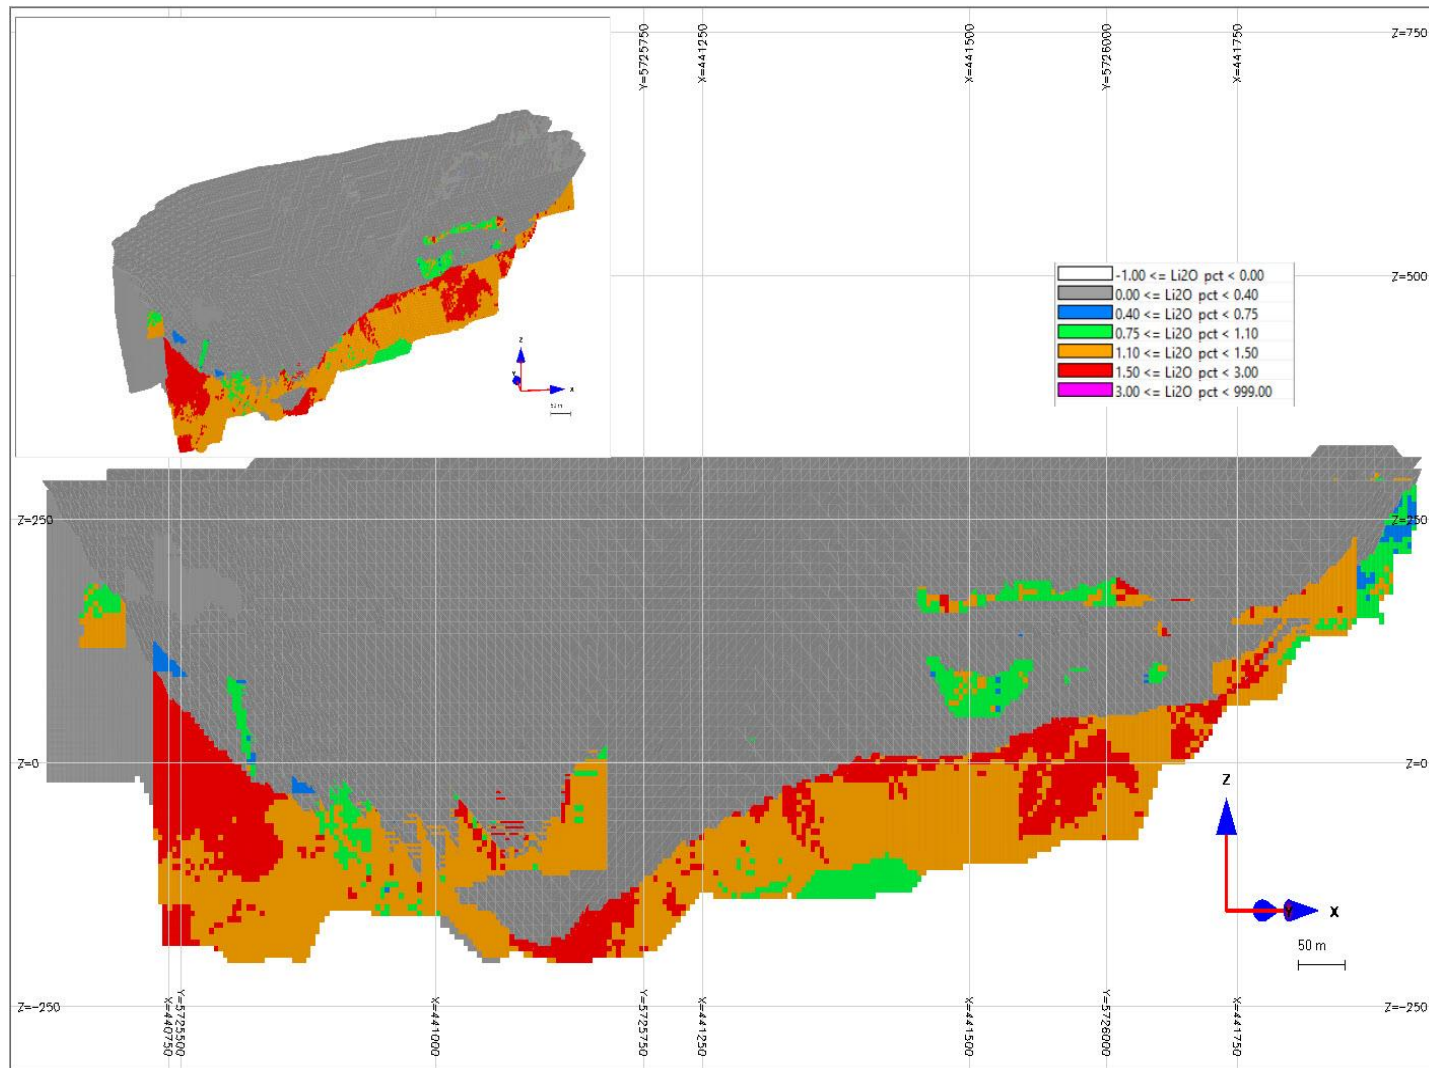 Y=5725750
X=441250
X=441500
Y=5726000
X=441750
Z=750
Z=500
-1.00 <= Li2O pct < 0.00
0.00 <= Li2O pct < 0.40
0.40 <= Li2O pct < 0.75
0.75 <= Li2O pct < 1.10
1.10 <= Li2O pct < 1.50
1.50 <= Li2O pct < 3.00
3.00 <= Li2O pct < 999.00
Z
X
Z=250
Z=250
Z=0
Z=0
Z
X
50 m
Z=-250
Z=-250
X=440750
Y=5725500
X=441000
Y=5725750
X=441250
X=441500
Y=5726000
X=441750